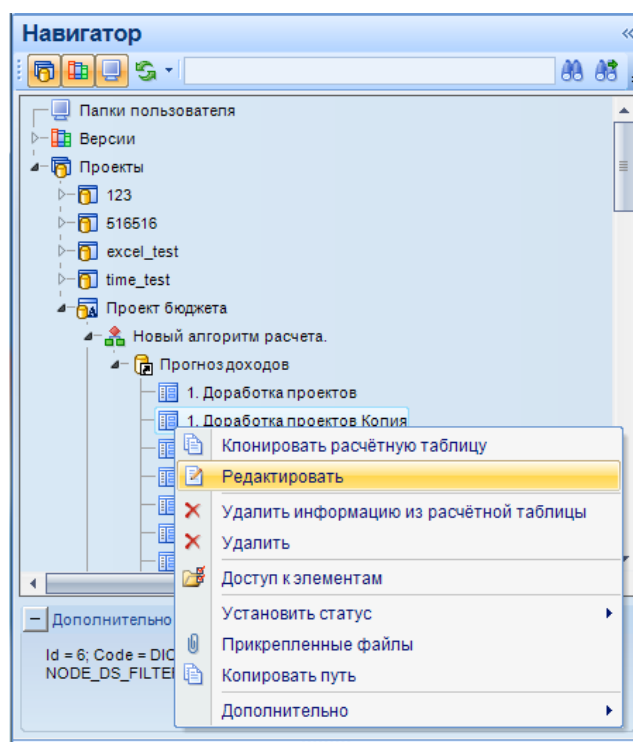 Навигатор
Папки пользователя
Версии
Проекты
123
516516
excel_test
time_test
Проект бюджета
Новый алгоритм расчета.
Прогноз доходов
1. Доработка проектов
1. Доработка проектов Копия
Клонировать расчётную таблицу
Редактировать
Удалить информацию из расчётной таблицы
Удалить
Доступ к элементам
Установить статус
Прикрепленные файлы
Копировать путь
Дополнительно
Дополнительно
Id = 6; Code = DIC
NODE_DS_FILTE